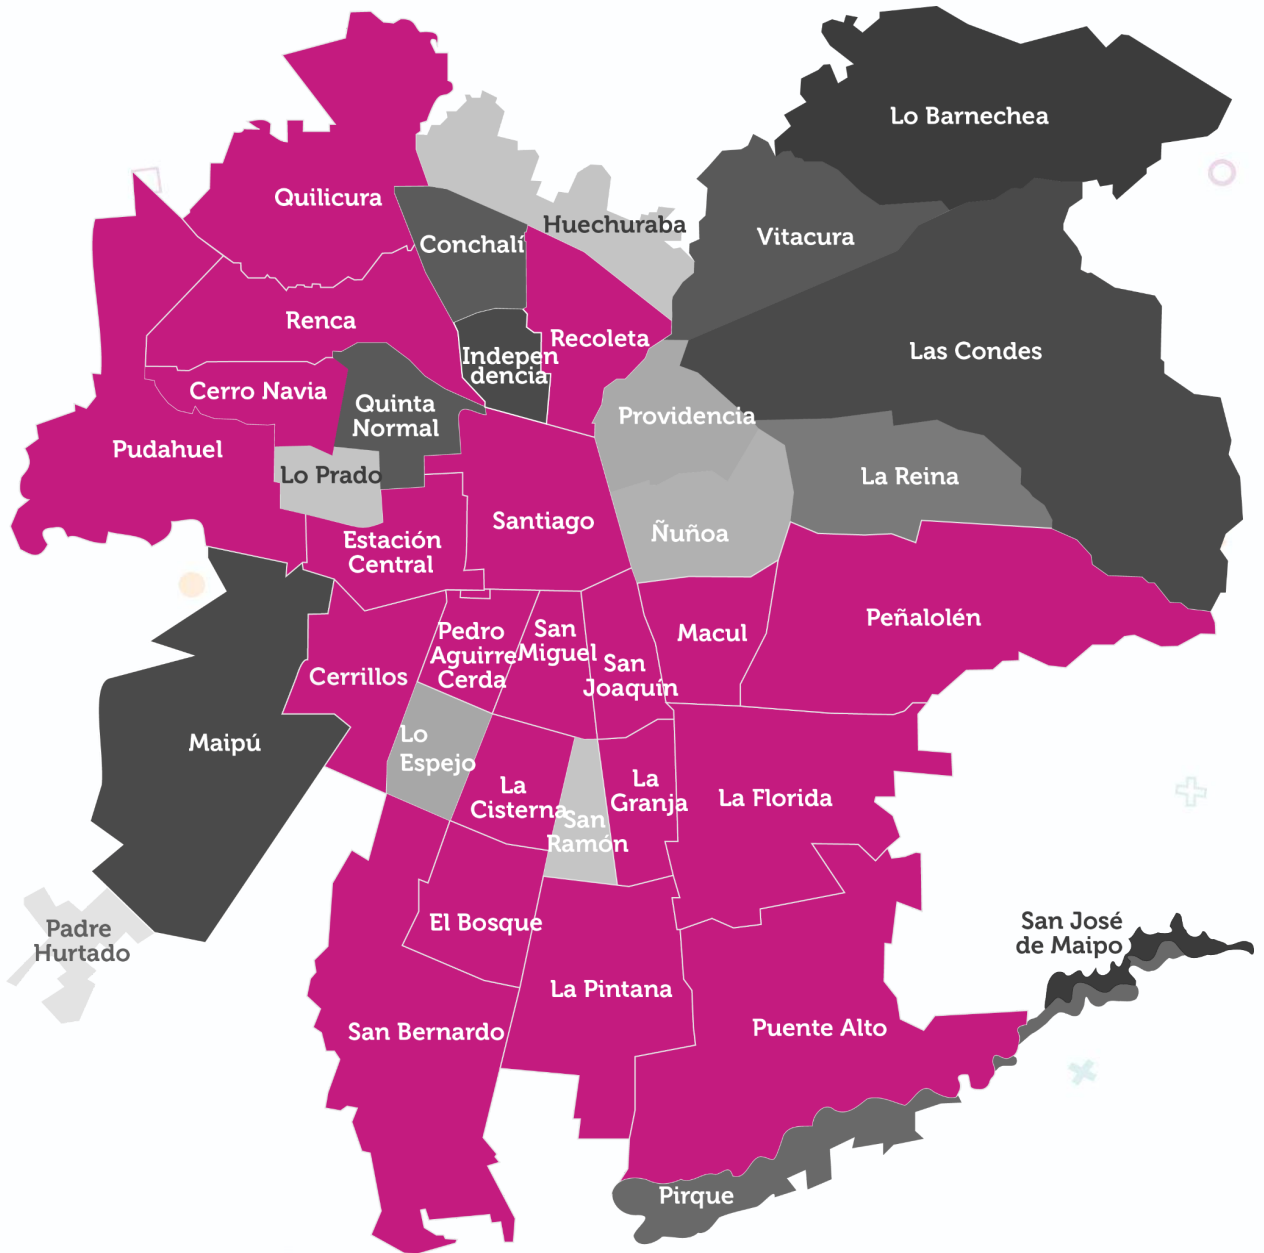 Lo Barnechea
Quilicura
Huechuraba
Conchalí
Vitacura
Renca
Recoleta
Indepen
dencia
Las Condes
Cerro Navia
Quinta
Normal
Providencia
Pudahuel
Lo Prado
La Reina
Santiago
Ñuñoa
Estación
Central
Peñalolén
Pedro
Aguirre
Cerda
San
Miguel
Macul
San
Joaquín
Cerrillos
Maipú
Lo
Espejo
La
Cisterna
La
Granja
La Florida
San
Ramón
El Bosque
San José
de Maipo
Padre
Hurtado
La Pintana
San Bernardo
Puente Alto
Pirque